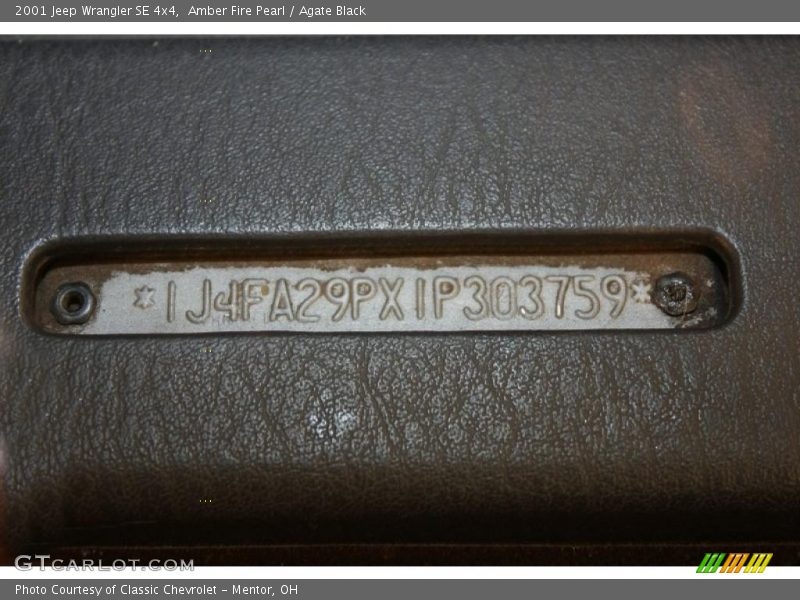 2001 Jeep Wrangler SE 4x4, Amber Fire Pearl / Agate Black
*1J4FA29PX1P303759*
GTCARLOT.COM
Photo Courtesy of Classic Chevrolet - Mentor, OH